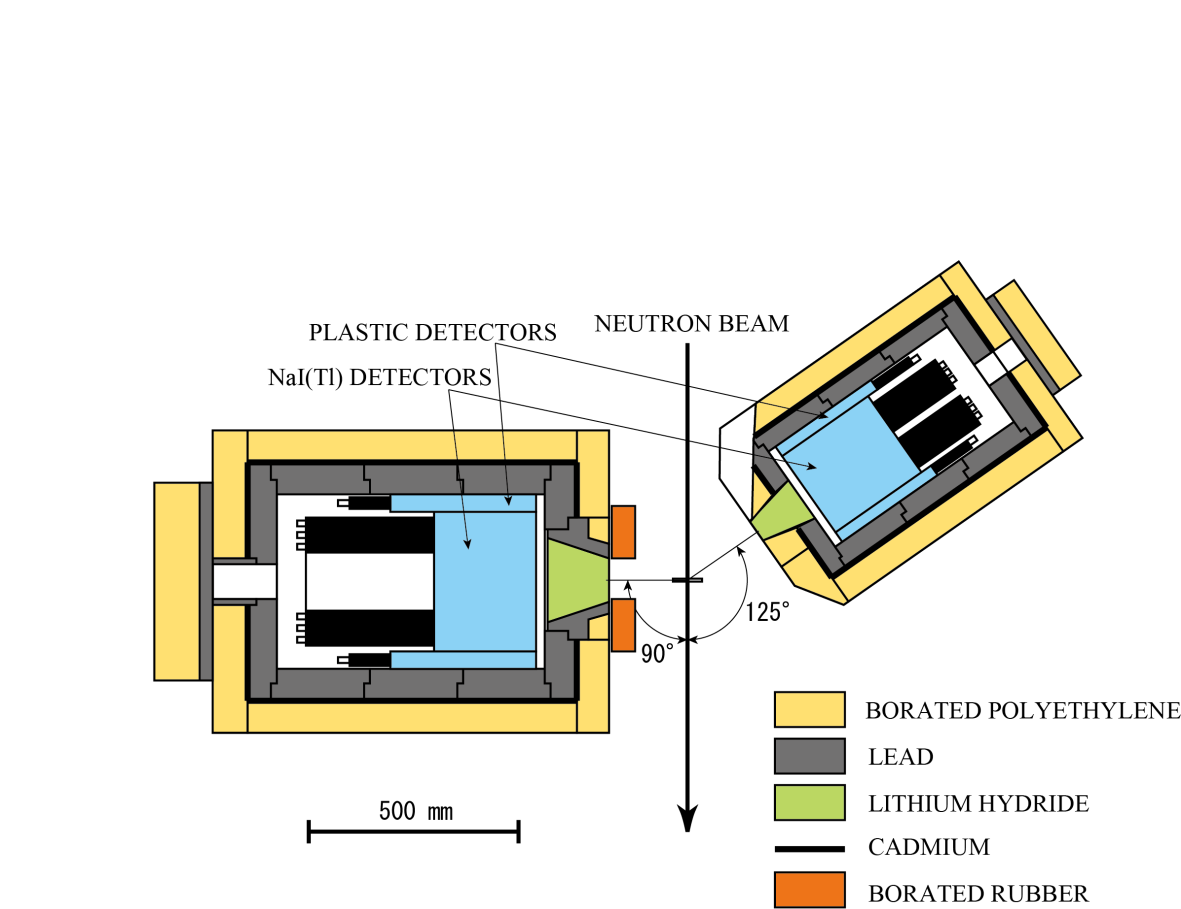 NEUTRON BEAM
PLASTIC DETECTORS
NaI(Tl) DETECTORS
125°
90°
BORATED POLYETHYLENE
LEAD
LITHIUM HYDRIDE
CADMIUM
BORATED RUBBER
500 mm